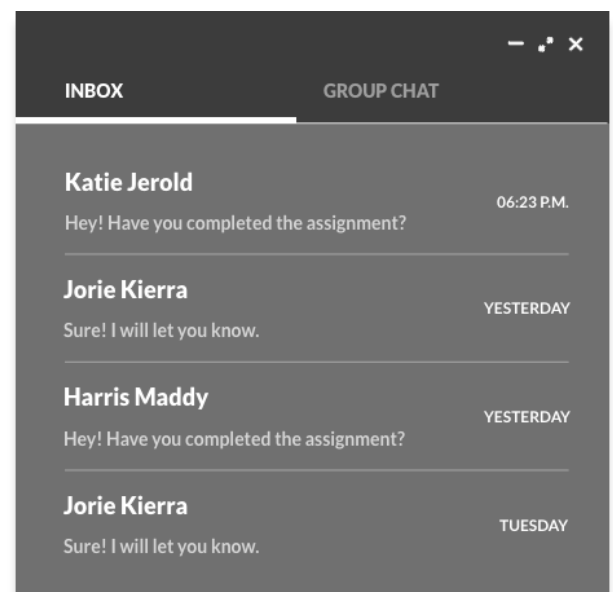 INBOX GROUP CHAT
Katie Jerold
06:23 P.M.
Hey! Have you completed the assignment?
Jorie Kierra
YESTERDAY
Sure! I will let you know.
Harris Maddy
YESTERDAY
Hey! Have you completed the assignment?
Jorie Kierra
TUESDAY
Sure! I will let you know.